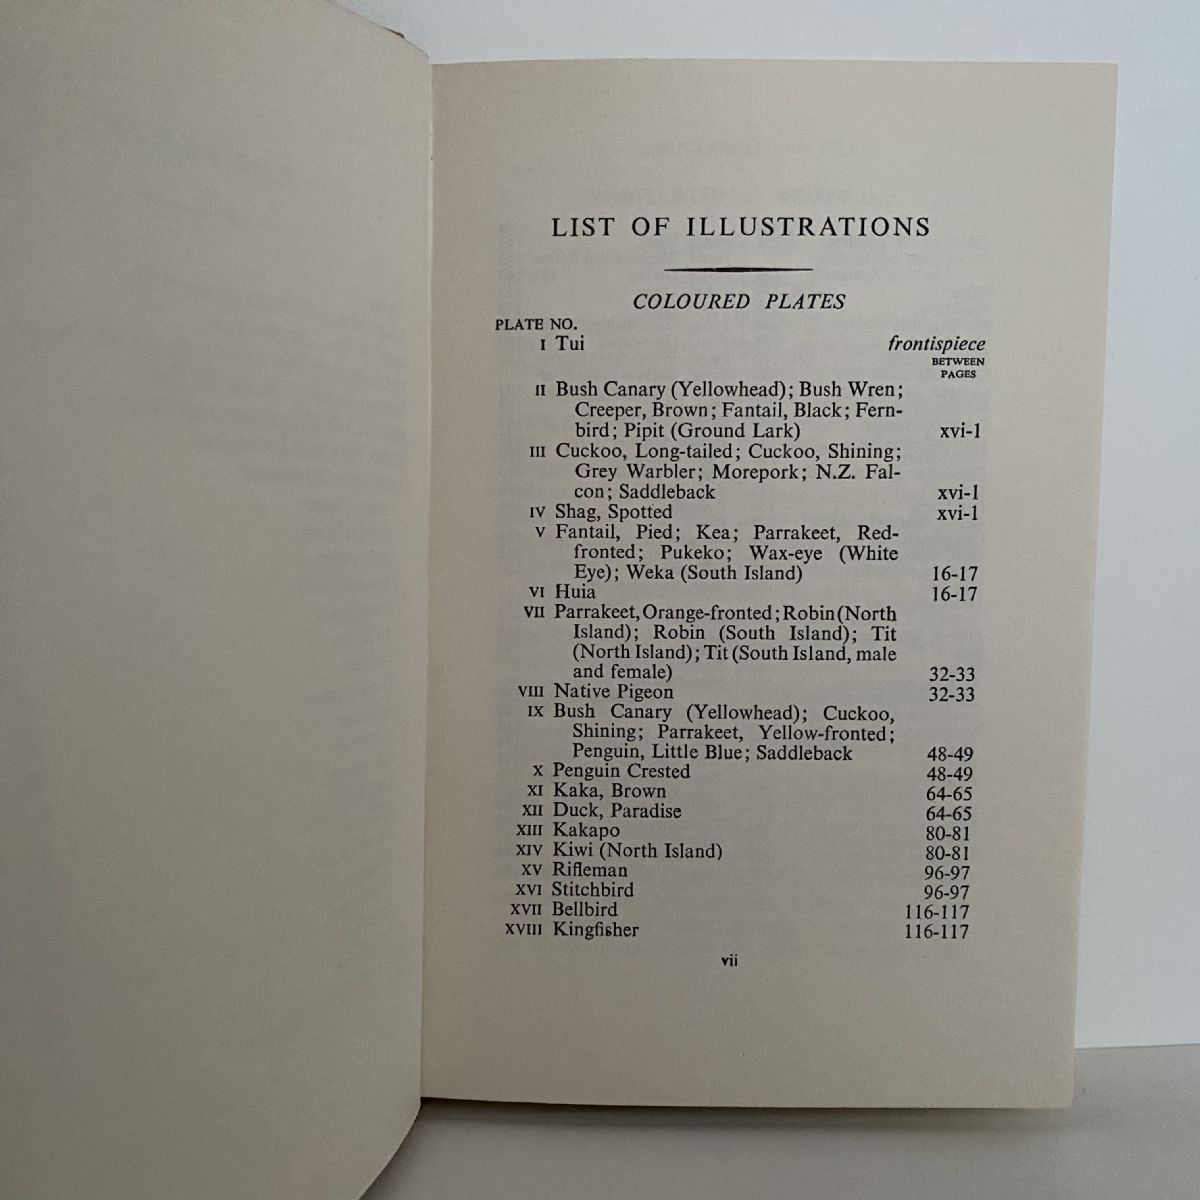 LIST OF ILLUSTRATIONS
COLOURED PLATES
PLATE NO.
I Tui frontispiece
BETWEEN
PAGES
II Bush Canary (Yellowhead); Bush Wren;
Creeper, Brown; Fantail, Black; Fern-
bird; Pipit (Ground Lark) xvi-1
III Cuckoo, Long-tailed; Cuckoo, Shining;
Grey Warbler; Morepork; N.Z. Fal-
con; Saddleback xvi-1
IV Shag, Spotted xvi-1
V Fantail, Pied; Kea; Parrakeet, Red-
fronted; Pukeko; Wax-eye (White
Eye); Weka (South Island) 16-17
VI Huia 16-17
VII Parrakeet, Orange-fronted; Robin (North
Island); Robin (South Island); Tit
(North Island); Tit (South Island, male
and female) 32-33
VIII Native Pigeon 32-33
IX Bush Canary (Yellowhead); Cuckoo,
Shining; Parrakeet, Yellow-fronted;
Penguin, Little Blue; Saddleback 48-49
X Penguin Crested 48-49
XI Kaka, Brown 64-65
XII Duck, Paradise 64-65
XIII Kakapo 80-81
XIV Kiwi (North Island) 80-81
XV Rifleman 96-97
XVI Stitchbird 96-97
XVII Bellbird 116-117
XVIII Kingfisher 116-117
vii